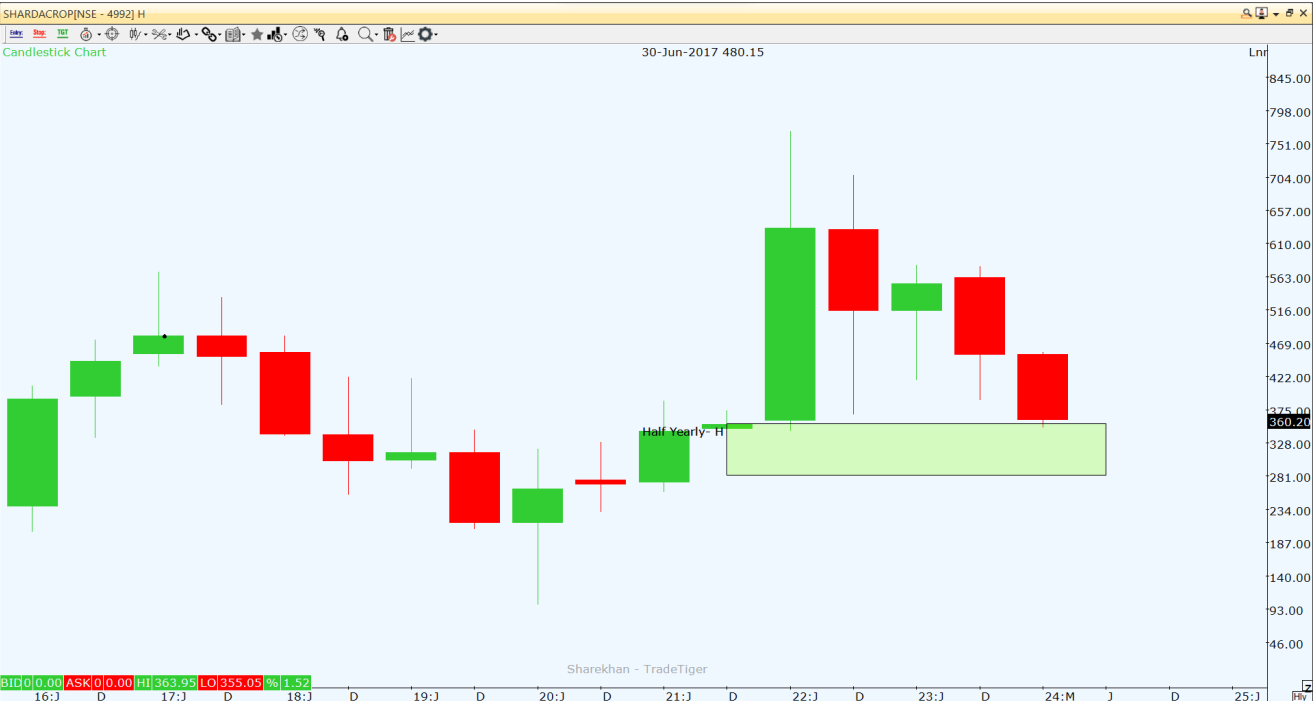 SHARDACROP[NSE - 4992] H
Entry: Stop: TGT
Candlestick Chart 30-Jun-2017 480.15 Lnr
845.00
798.00
751.00
704.00
657.00
610.00
563.00
516.00
469.00
422.00
375.00
360.20
Half Yearly- H
328.00
281.00
234.00
187.00
140.00
93.00
46.00
Sharekhan - TradeTiger
BID 0 0.00 ASK 0 0.00 HI 363.95 LO 355.05 % 1.52
Z
16:J D 17:J D 18:J D 19:J D 20:J D 21:J D 22:J D 23:J D 24:M J D 25:J Hly